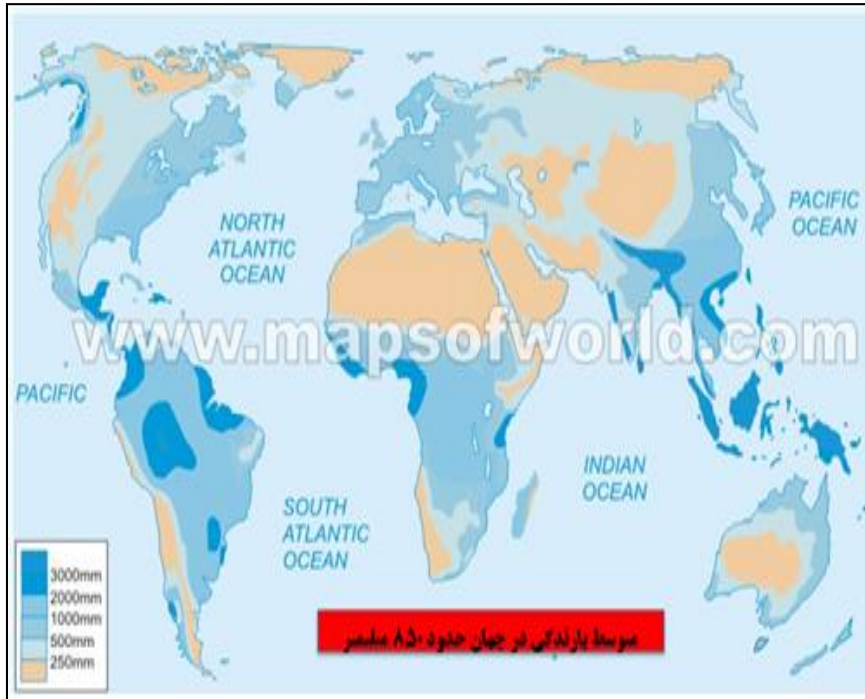 NORTH
ATLANTIC
OCEAN
PACIFIC
OCEAN
www.mapsofworld.com
PACIFIC
INDIAN
OCEAN
SOUTH
ATLANTIC
OCEAN
3000mm
2000mm
1000mm
500mm
250mm
متوسط بارندگی در جهان حدود ۸۵۰ میلیمتر